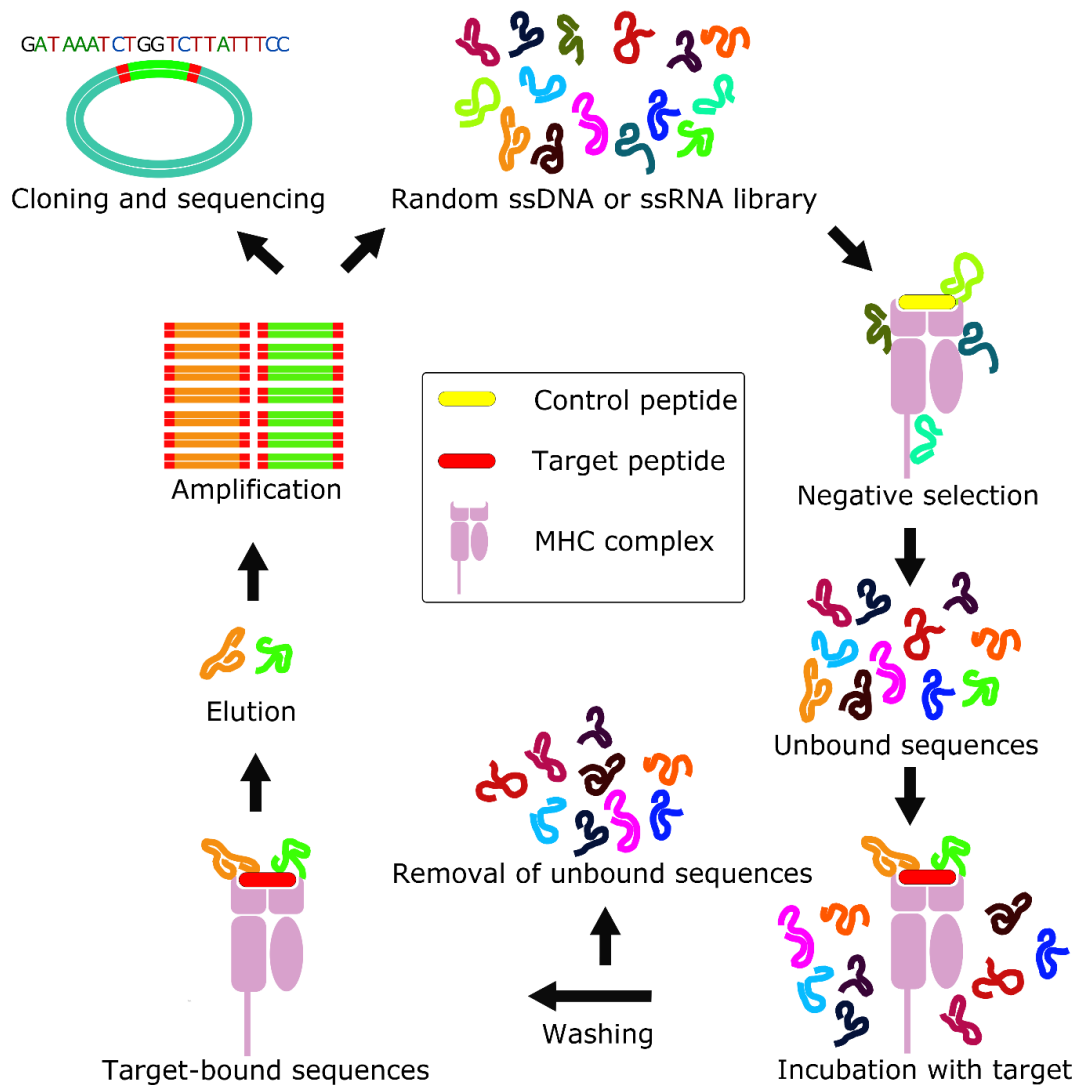 GATAAATCTGGTCTTATTTCC
Cloning and sequencing
Random ssDNA or ssRNA library
Control peptide
Target peptide
MHC complex
Amplification
Negative selection
Elution
Unbound sequences
Removal of unbound sequences
Washing
Target-bound sequences
Incubation with target